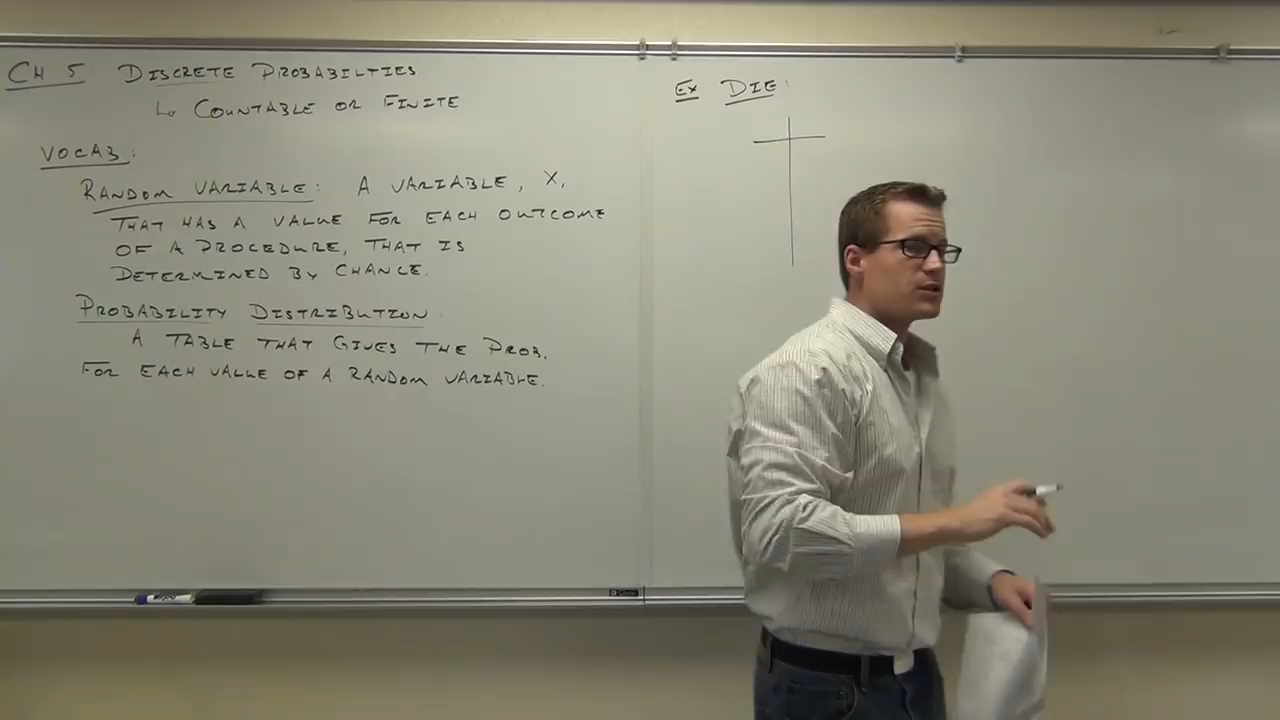 CH 5 DISCRETE PROBABILTIES
↳ COUNTABLE OR FINITE
VOCAB:
RANDOM VARIABLE: A VARIABLE, X,
THAT HAS A VALUE FOR EACH OUTCOME
OF A PROCEDURE, THAT IS
DETERMINED BY CHANCE.
PROBABILITY DISTRIBUTION:
A TABLE THAT GIVES THE PROB.
FOR EACH VALUE OF A RANDOM VARIABLE.
EX DIE: